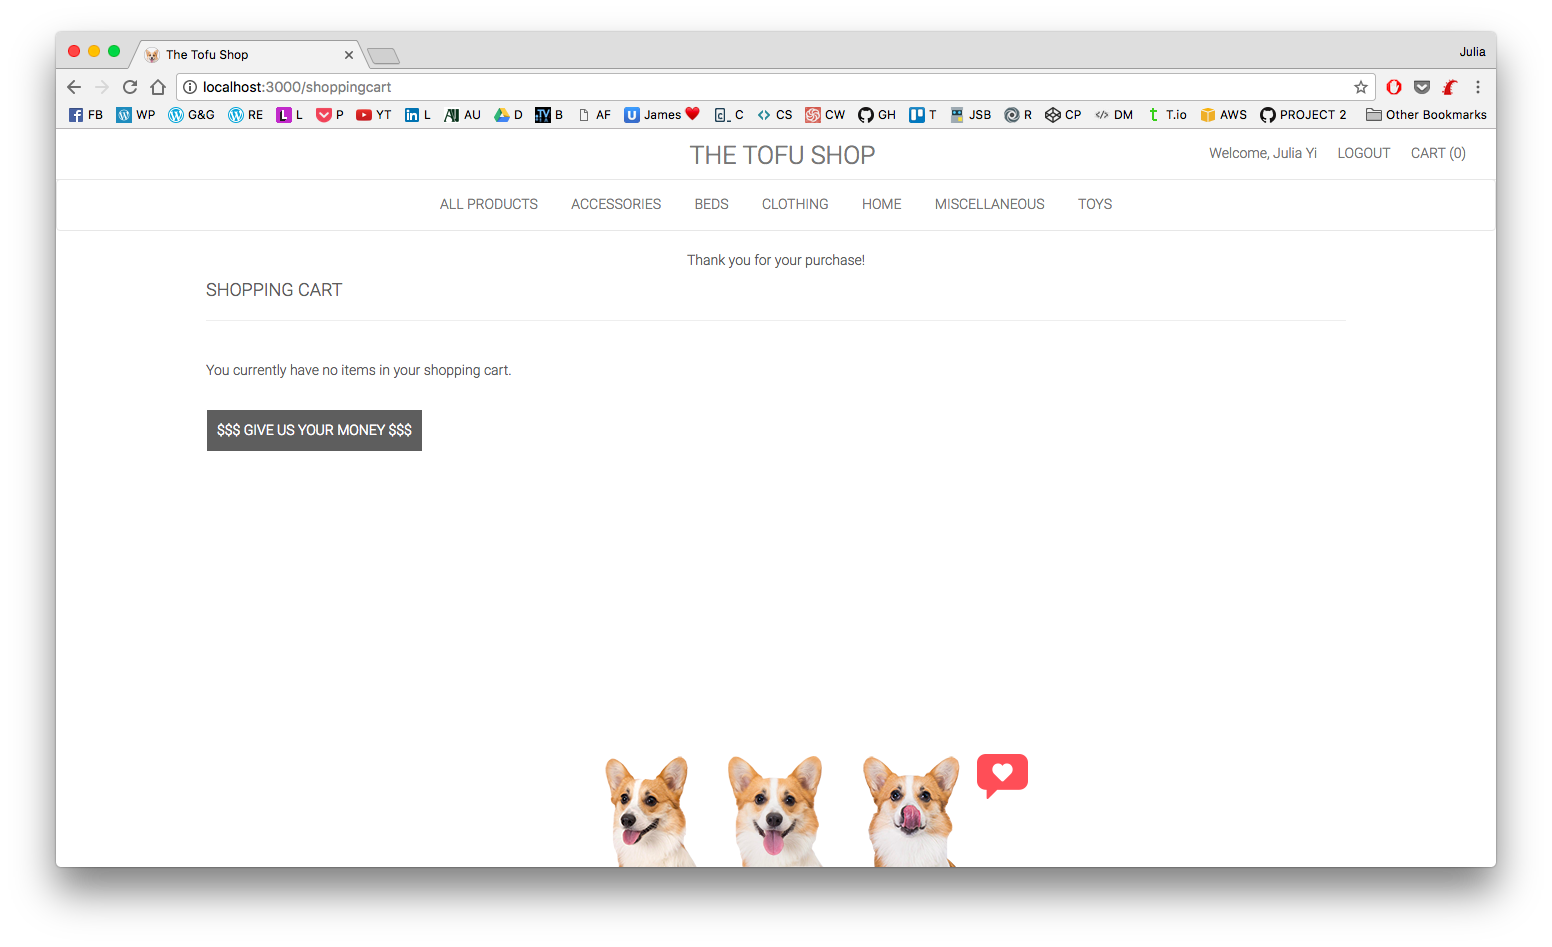 The Tofu Shop
Julia
localhost:3000/shoppingcart
FB WP G&G RE L P YT L AU D B AF James C CS CW GH T JSB R CP DM T.io AWS PROJECT 2 Other Bookmarks
THE TOFU SHOP
Welcome, Julia Yi LOGOUT CART (0)
ALL PRODUCTS ACCESSORIES BEDS CLOTHING HOME MISCELLANEOUS TOYS
Thank you for your purchase!
SHOPPING CART
You currently have no items in your shopping cart.
$$$ GIVE US YOUR MONEY $$$